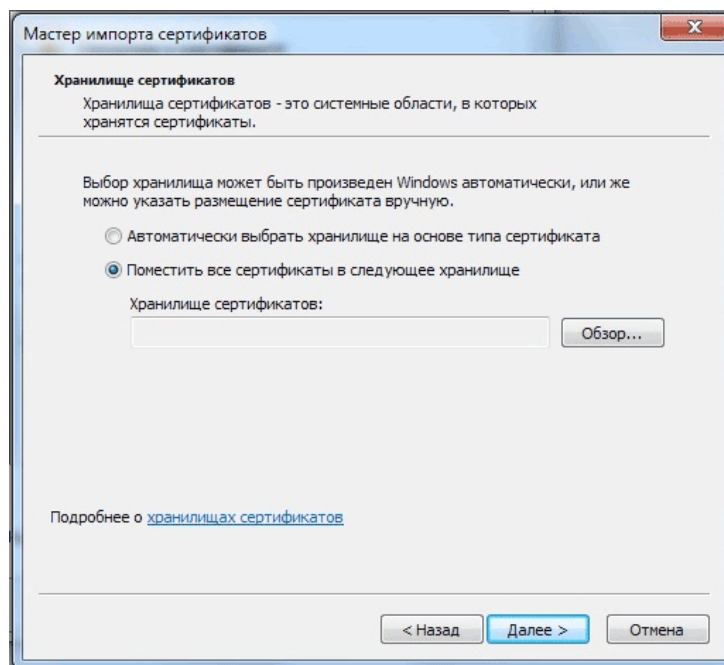 Мастер импорта сертификатов
Хранилище сертификатов
Хранилища сертификатов - это системные области, в которых
хранятся сертификаты.
Выбор хранилища может быть произведен Windows автоматически, или же
можно указать размещение сертификата вручную.
Автоматически выбрать хранилище на основе типа сертификата
Поместить все сертификаты в следующее хранилище
Хранилище сертификатов:
Обзор...
Подробнее о хранилищах сертификатов
< Назад Далее > Отмена